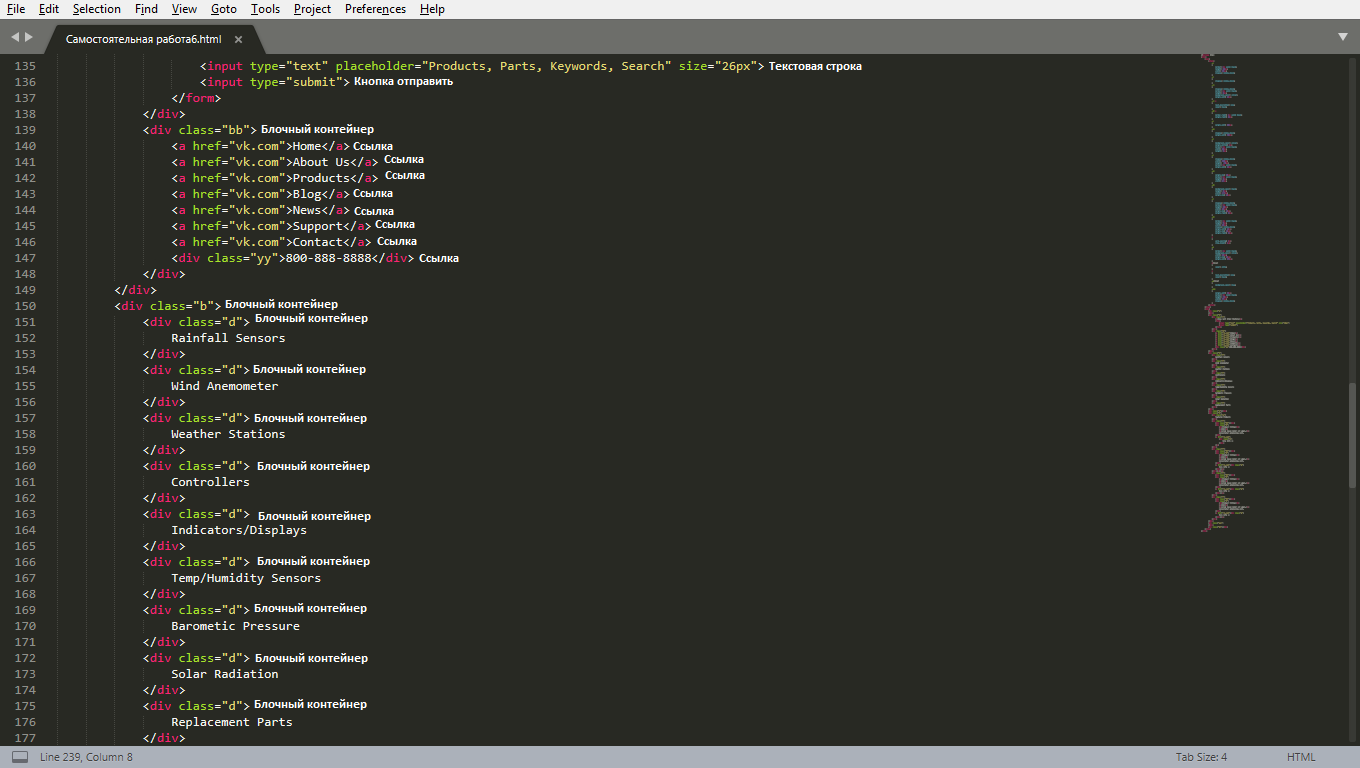 File Edit Selection Find View Goto Tools Project Preferences Help
Самостоятельная работа6.html ×
135 <input type="text" placeholder="Products, Parts, Keywords, Search" size="26px"> Текстовая строка
136 <input type="submit"> Кнопка отправить
137 </form>
138 </div>
139 <div class="bb"> Блочный контейнер
140 <a href="vk.com">Home</a> Ссылка
141 <a href="vk.com">About Us</a> Ссылка
142 <a href="vk.com">Products</a> Ссылка
143 <a href="vk.com">Blog</a> Ссылка
144 <a href="vk.com">News</a> Ссылка
145 <a href="vk.com">Support</a> Ссылка
146 <a href="vk.com">Contact</a> Ссылка
147 <div class="yy">800-888-8888</div> Ссылка
148 </div>
149 </div>
150 <div class="b"> Блочный контейнер
151 <div class="d"> Блочный контейнер
152 Rainfall Sensors
153 </div>
154 <div class="d"> Блочный контейнер
155 Wind Anemometer
156 </div>
157 <div class="d"> Блочный контейнер
158 Weather Stations
159 </div>
160 <div class="d"> Блочный контейнер
161 Controllers
162 </div>
163 <div class="d"> Блочный контейнер
164 Indicators/Displays
165 </div>
166 <div class="d"> Блочный контейнер
167 Temp/Humidity Sensors
168 </div>
169 <div class="d"> Блочный контейнер
170 Barometic Pressure
171 </div>
172 <div class="d"> Блочный контейнер
173 Solar Radiation
174 </div>
175 <div class="d"> Блочный контейнер
176 Replacement Parts
177 </div>
Line 239, Column 8 Tab Size: 4 HTML